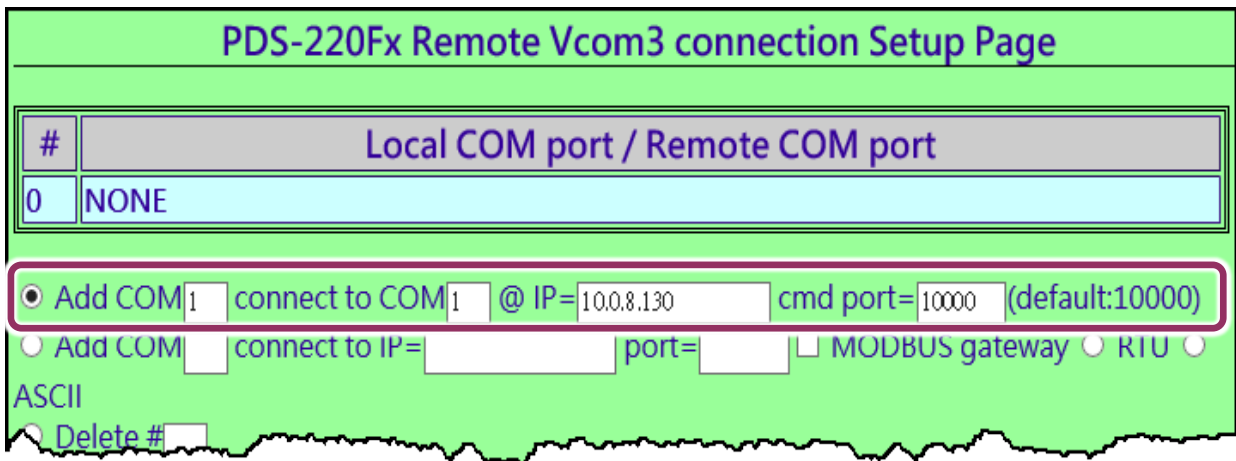 PDS-220Fx Remote Vcom3 connection Setup Page
# Local COM port / Remote COM port
0 NONE
Add COM 1 connect to COM 1 @ IP= 10.0.8.130 cmd port= 10000 (default:10000)
Add COM connect to IP= port= MODBUS gateway RTU
ASCII
Delete #